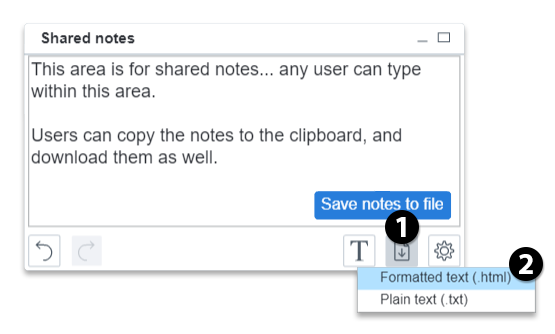 Shared notes
This area is for shared notes... any user can type
within this area.
Users can copy the notes to the clipboard, and
download them as well.
Save notes to file
1
T
2
Formatted text (.html)
Plain text (.txt)